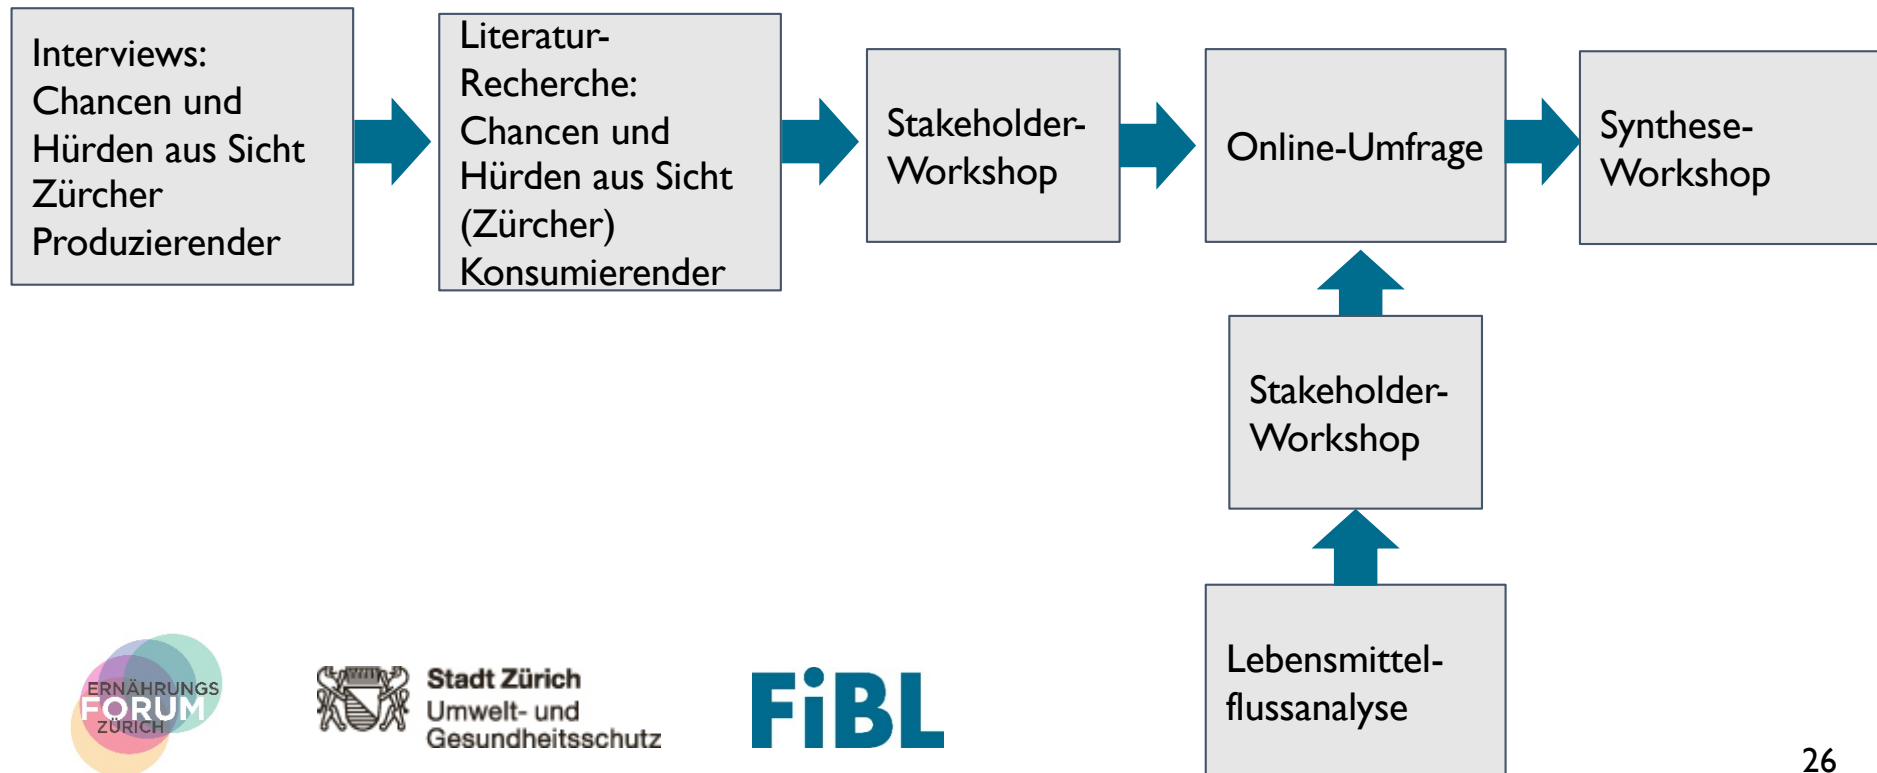 Interviews:
Chancen und
Hürden aus Sicht
Zürcher
Produzierender
Literatur-
Recherche:
Chancen und
Hürden aus Sicht
(Zürcher)
Konsumierender
Stakeholder-
Workshop
Online-Umfrage
Synthese-
Workshop
Stakeholder-
Workshop
Lebensmittel-
flussanalyse
ERNÄHRUNGS
FORUM
ZÜRICH
Stadt Zürich
Umwelt- und
Gesundheitsschutz
FiBL
26